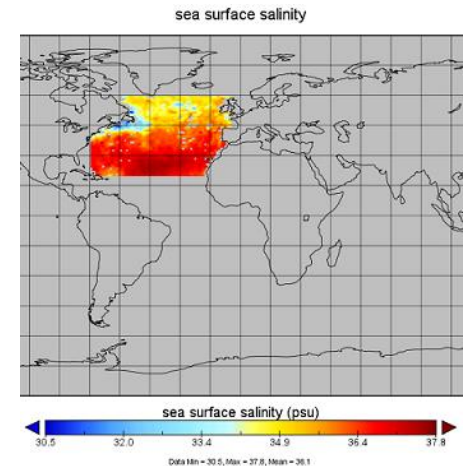 sea surface salinity
sea surface salinity (psu)
30.5 32.0 33.4 34.9 36.4 37.8
Data Min = 30.5, Max = 37.8, Mean = 36.1